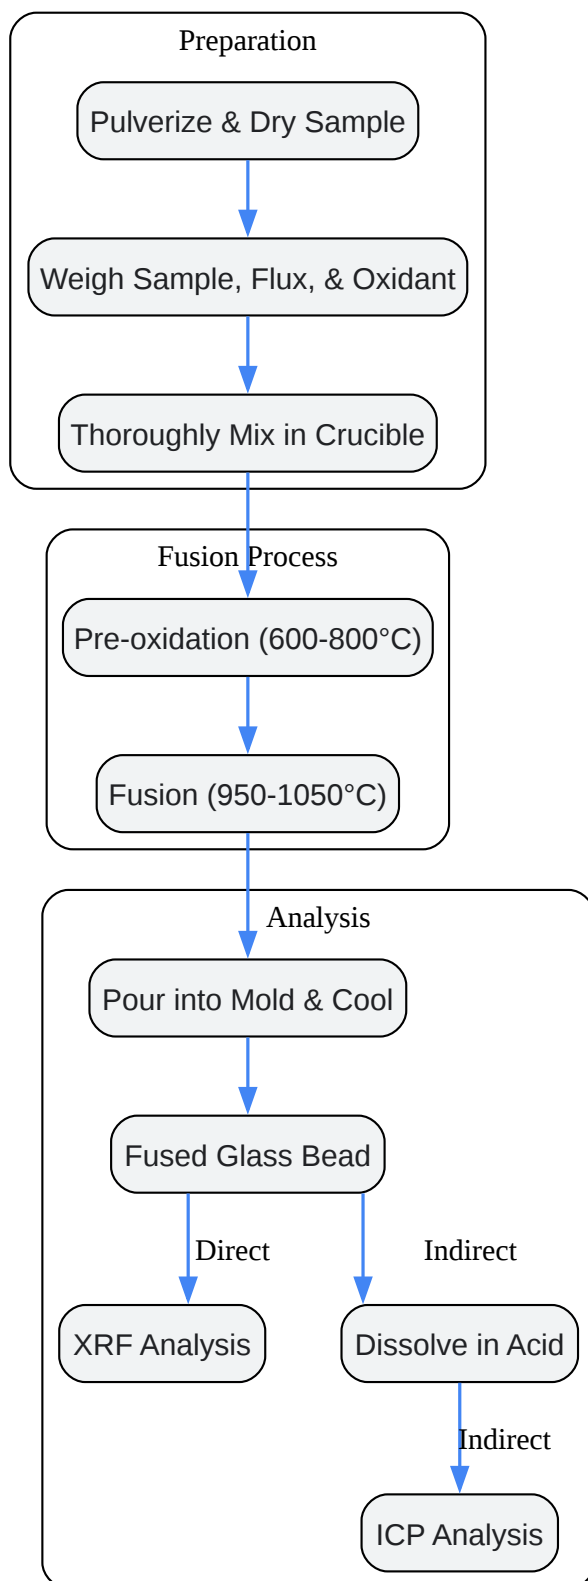 Preparation
Pulverize & Dry Sample
Weigh Sample, Flux, & Oxidant
Thoroughly Mix in Crucible
Fusion Process
Pre-oxidation (600-800°C)
Fusion (950-1050°C)
Analysis
Pour into Mold & Cool
Fused Glass Bead
Direct
Indirect
XRF Analysis
Dissolve in Acid
Indirect
ICP Analysis